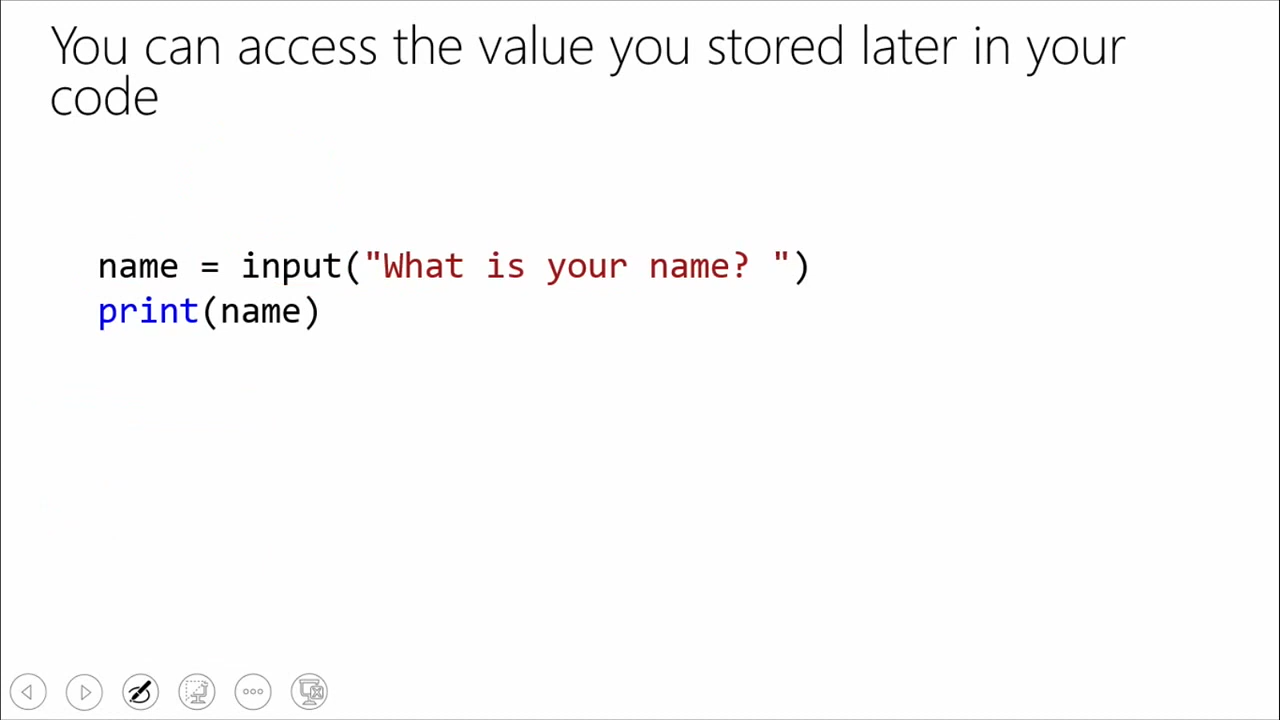 You can access the value you stored later in your
code
name = input("What is your name? ")
print(name)